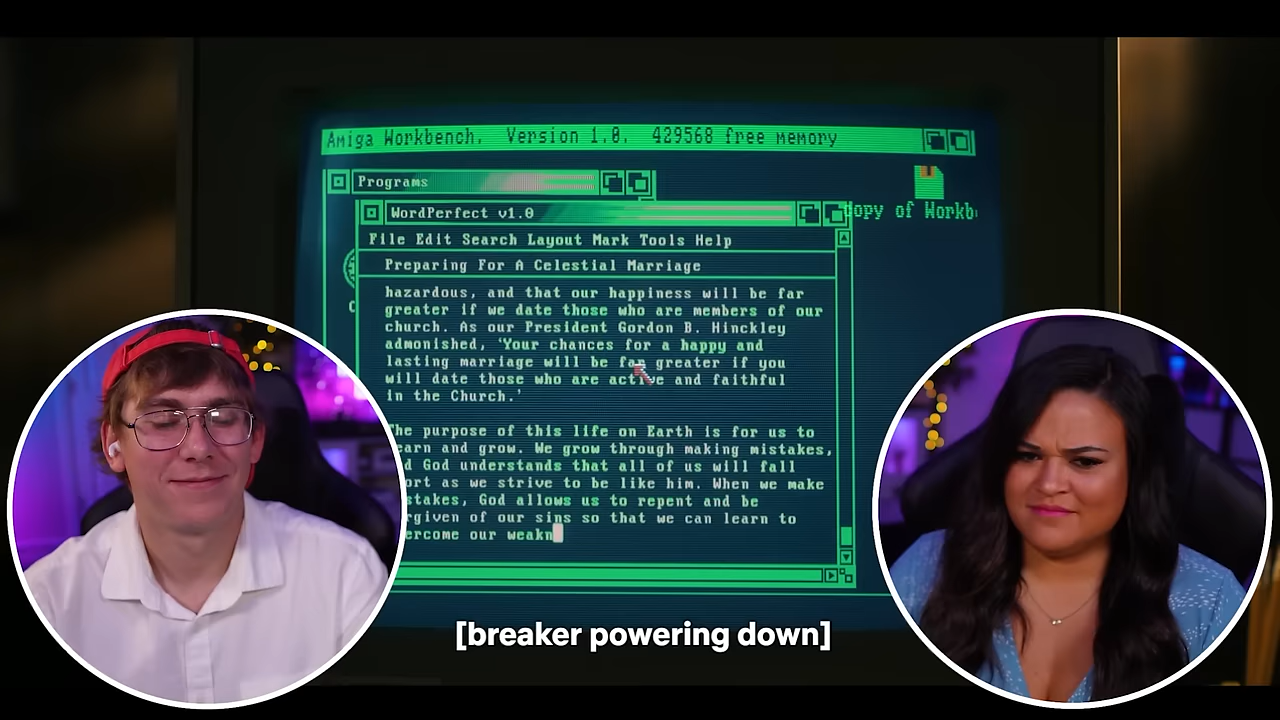 Amiga Workbench. Version 1.0. 429568 free memory
Programs
WordPerfect v1.0
opy of Workb
File Edit Search Layout Mark Tools Help
Preparing For A Celestial Marriage
hazardous, and that our happiness will be far
greater if we date those who are members of our
church. As our President Gordon B. Hinckley
admonished, 'Your chances for a happy and
lasting marriage will be far greater if you
will date those who are active and faithful
in the Church.'
he purpose of this life on Earth is for us to
earn and grow. We grow through making mistakes,
d God understands that all of us will fall
ort as we strive to be like him. When we make
stakes, God allows us to repent and be
rgiven of our sins so that we can learn to
ercome our weakn
[breaker powering down]